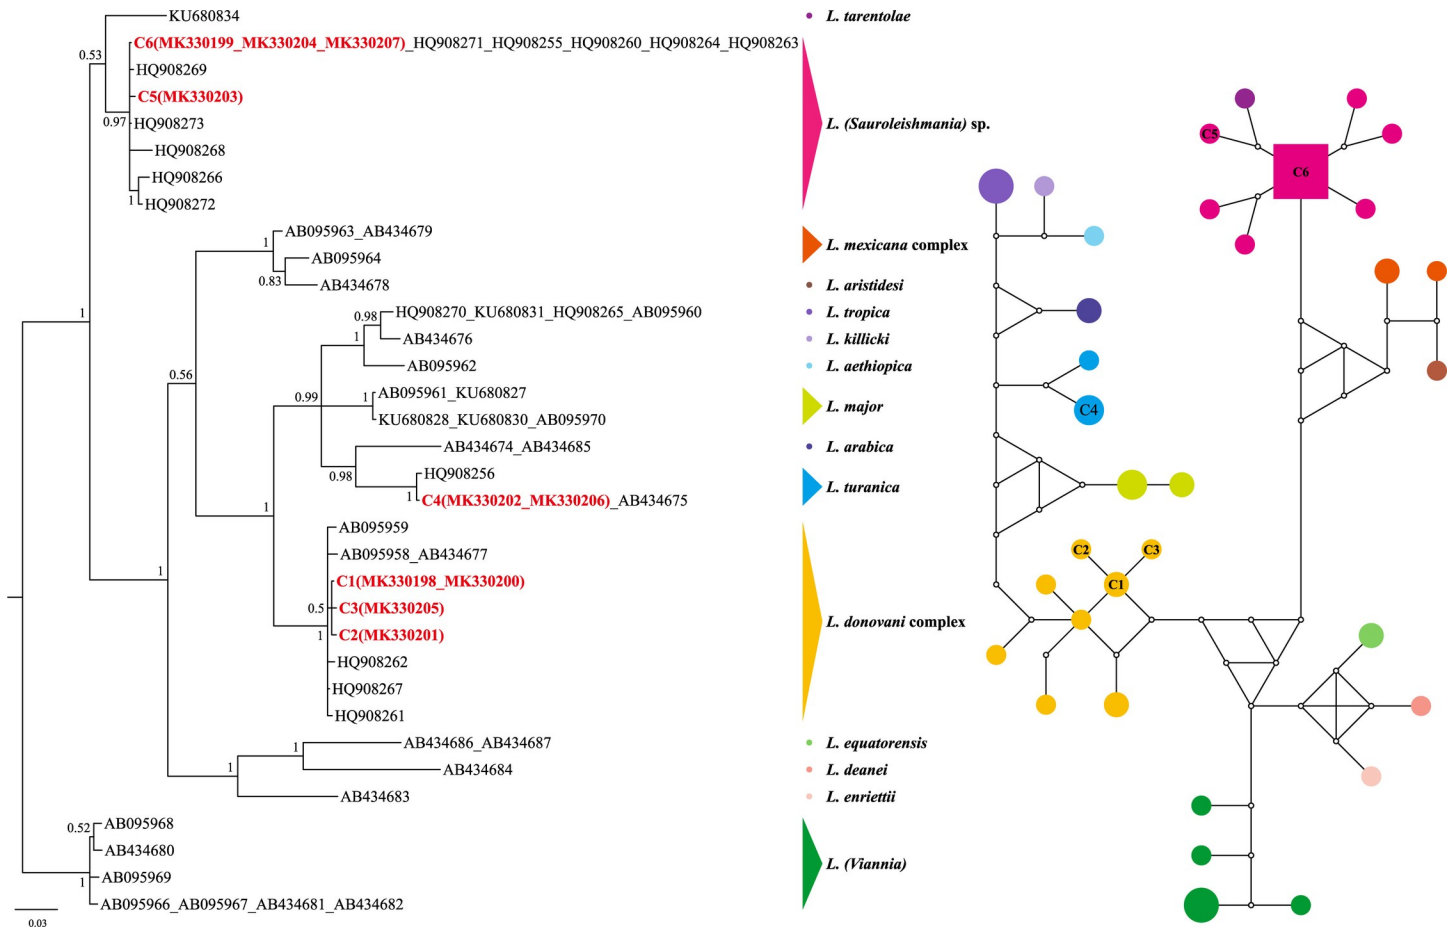 KU680834
L. tarentolae
C6(MK330199_MK330204_MK330207)_HQ908271_HQ908255_HQ908260_HQ908264_HQ908263
0.53
HQ908269
C5(MK330203)
0.97
HQ908273
L. (Sauroleishmania) sp.
HQ908268
HQ908266
1
HQ908272
AB095963_AB434679
1
L. mexicana complex
AB095964
0.83
AB434678
L. aristidesi
1
HQ908270_KU680831_HQ908265_AB095960
0.98
L. tropica
AB434676
1
L. killicki
AB095962
L. aethiopica
0.56
AB095961_KU680827
0.99
1
L. major
KU680828_KU680830_AB095970
AB434674_AB434685
L. arabica
0.98
HQ908256
L. turanica
1
C4(MK330202_MK330206)_AB434675
1
AB095959
AB095958_AB434677
1
C1(MK330198_MK330200)
0.5
C3(MK330205)
L. donovani complex
1
C2(MK330201)
HQ908262
HQ908267
HQ908261
AB434686_AB434687
1
L. equatorensis
1
AB434684
L. deanei
AB434683
L. enriettii
AB095968
0.52
AB434680
L. (Viannia)
1
AB095969
AB095966_AB095967_AB434681_AB434682
0.03
C5
C6
C4
C2
C3
C1